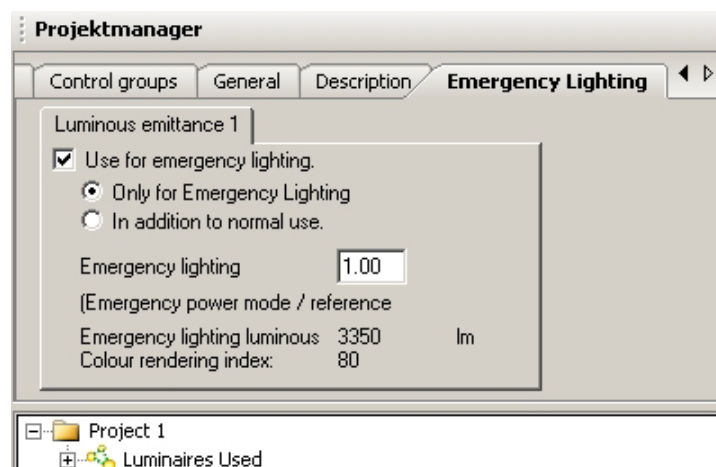 Projektmanager
Control groups General Description Emergency Lighting
Luminous emittance 1
Use for emergency lighting.
Only for Emergency Lighting
In addition to normal use.
Emergency lighting 1.00
(Emergency power mode / reference
Emergency lighting luminous 3350 lm
Colour rendering index: 80
Project 1
Luminaires Used